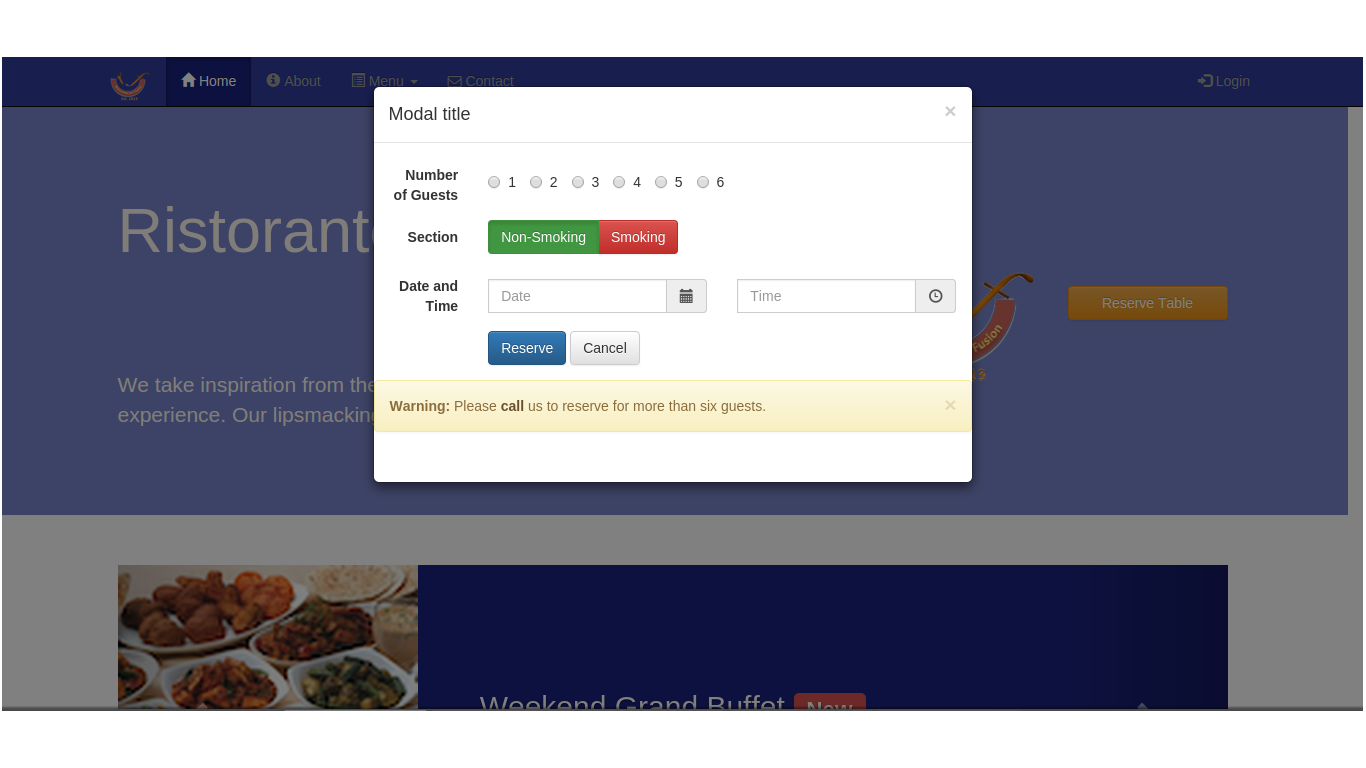 Home About Menu Contact Login
Modal title ×
Number
of Guests
1 2 3 4 5 6
Ristorant
Section Non-Smoking Smoking
Date and
Time
Date Time
Reserve Table
Fusion
Reserve Cancel
We take inspiration from the
experience. Our lipsmacking
Warning: Please call us to reserve for more than six guests. ×
Weekend Grand Buffet New